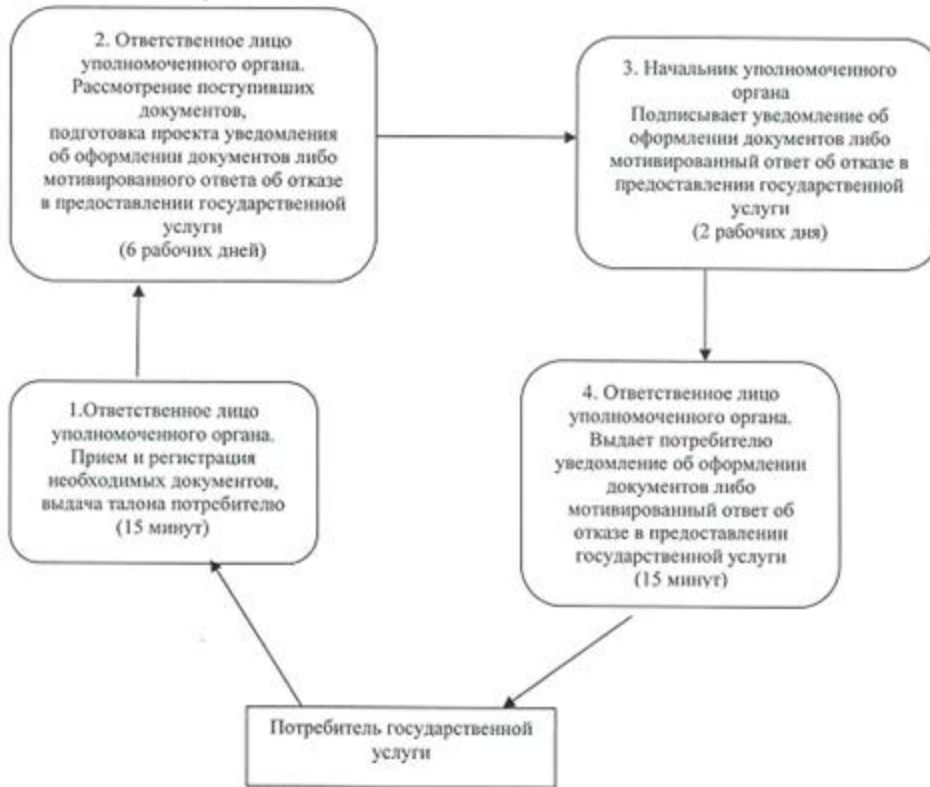 2. Ответственное лицо
уполномоченного органа.
Рассмотрение поступивших
документов,
подготовка проекта уведомления
об оформлении документов либо
мотивированного ответа об отказе
в предоставлении государственной
услуги
(6 рабочих дней)
3. Начальник уполномоченного
органа
Подписывает уведомление об
оформлении документов либо
мотивированный ответ об отказе в
предоставлении государственной
услуги
(2 рабочих дня)
1.Ответственное лицо
уполномоченного органа.
Прием и регистрация
необходимых документов,
выдача талона потребителю
(15 минут)
4. Ответственное лицо
уполномоченного органа.
Выдает потребителю
уведомление об оформлении
документов либо
мотивированный ответ об
отказе в предоставлении
государственной услуги
(15 минут)
Потребитель государственной
услуги